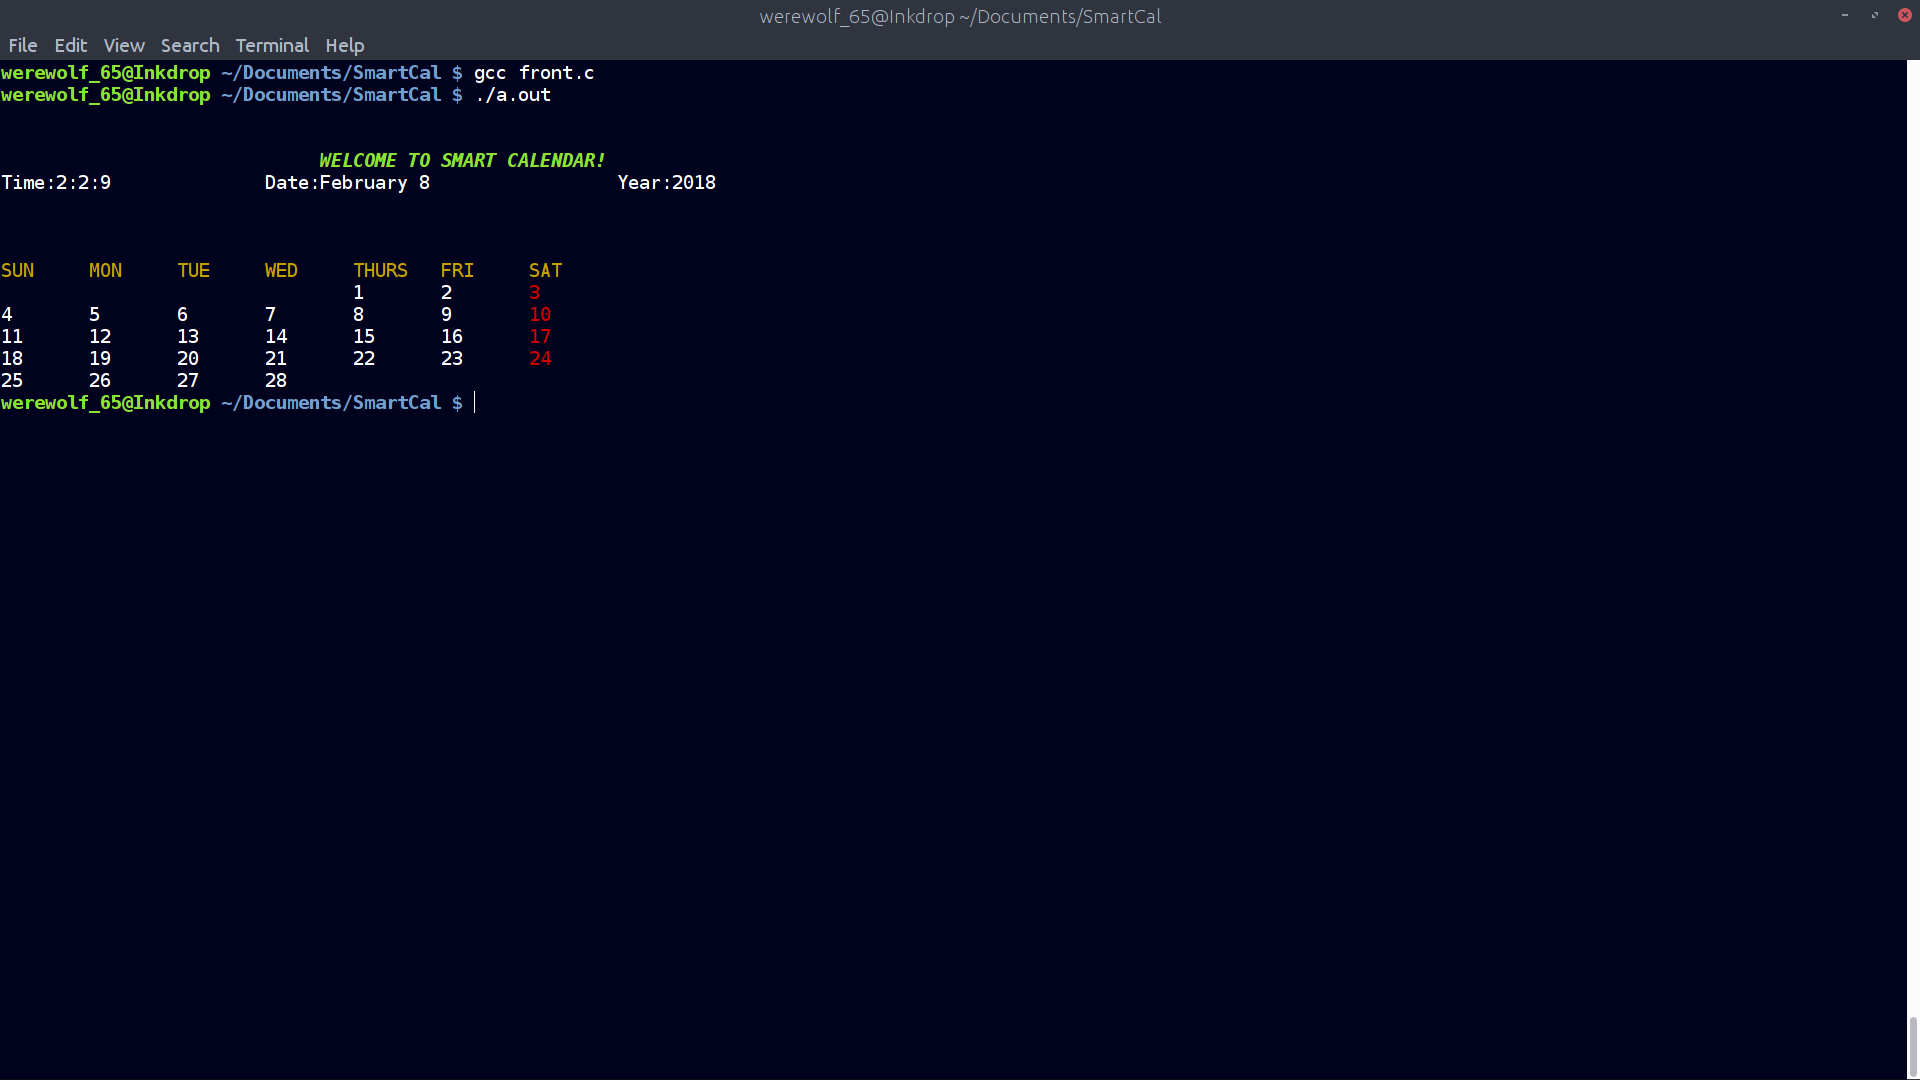 werewolf_65@Inkdrop ~/Documents/SmartCal
File Edit View Search Terminal Help
werewolf_65@Inkdrop ~/Documents/SmartCal $ gcc front.c
werewolf_65@Inkdrop ~/Documents/SmartCal $ ./a.out
WELCOME TO SMART CALENDAR!
Time:2:2:9 Date:February 8 Year:2018
SUN MON TUE WED THURS FRI SAT
1 2 3
4 5 6 7 8 9 10
11 12 13 14 15 16 17
18 19 20 21 22 23 24
25 26 27 28
werewolf_65@Inkdrop ~/Documents/SmartCal $